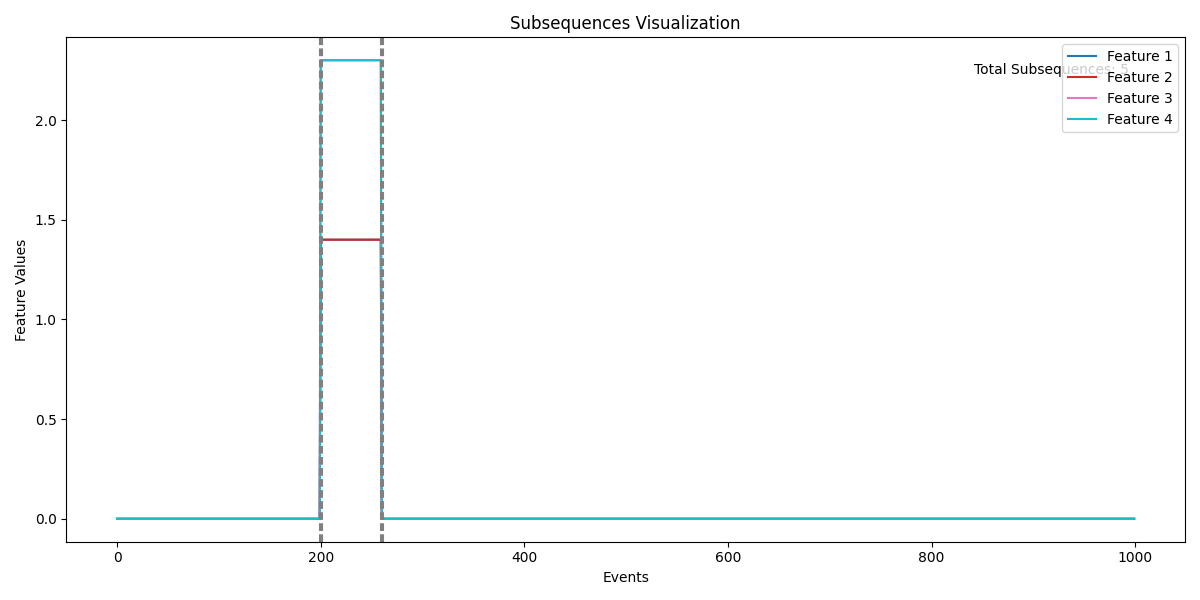 Subsequences Visualization
Total Subsequences: 5
Feature 1
Feature 2
Feature 3
Feature 4
Feature Values
2.0
1.5
1.0
0.5
0.0
0
200
400
600
800
1000
Events